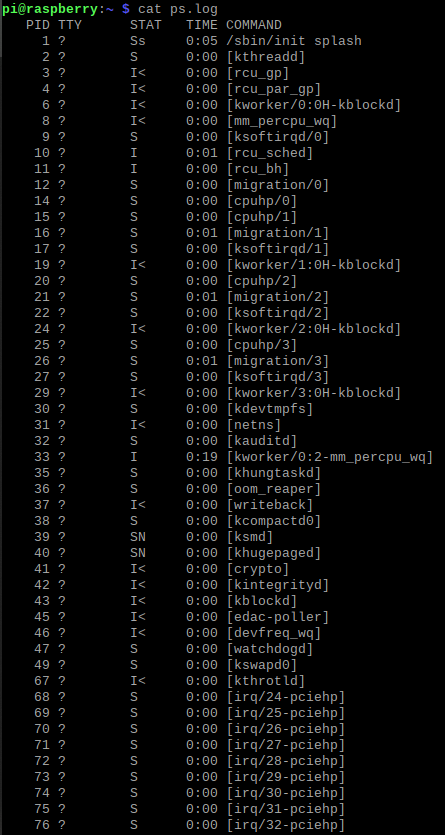 pi@raspberry:~ $ cat ps.log
  PID TTY      STAT   TIME COMMAND
    1 ?        Ss     0:05 /sbin/init splash
    2 ?        S      0:00 [kthreadd]
    3 ?        I<     0:00 [rcu_gp]
    4 ?        I<     0:00 [rcu_par_gp]
    6 ?        I<     0:00 [kworker/0:0H-kblockd]
    8 ?        I<     0:00 [mm_percpu_wq]
    9 ?        S      0:00 [ksoftirqd/0]
   10 ?        I      0:01 [rcu_sched]
   11 ?        I      0:00 [rcu_bh]
   12 ?        S      0:00 [migration/0]
   14 ?        S      0:00 [cpuhp/0]
   15 ?        S      0:00 [cpuhp/1]
   16 ?        S      0:01 [migration/1]
   17 ?        S      0:00 [ksoftirqd/1]
   19 ?        I<     0:00 [kworker/1:0H-kblockd]
   20 ?        S      0:00 [cpuhp/2]
   21 ?        S      0:01 [migration/2]
   22 ?        S      0:00 [ksoftirqd/2]
   24 ?        I<     0:00 [kworker/2:0H-kblockd]
   25 ?        S      0:00 [cpuhp/3]
   26 ?        S      0:01 [migration/3]
   27 ?        S      0:00 [ksoftirqd/3]
   29 ?        I<     0:00 [kworker/3:0H-kblockd]
   30 ?        S      0:00 [kdevtmpfs]
   31 ?        I<     0:00 [netns]
   32 ?        S      0:00 [kauditd]
   33 ?        I      0:19 [kworker/0:2-mm_percpu_wq]
   35 ?        S      0:00 [khungtaskd]
   36 ?        S      0:00 [oom_reaper]
   37 ?        I<     0:00 [writeback]
   38 ?        S      0:00 [kcompactd0]
   39 ?        SN     0:00 [ksmd]
   40 ?        SN     0:00 [khugepaged]
   41 ?        I<     0:00 [crypto]
   42 ?        I<     0:00 [kintegrityd]
   43 ?        I<     0:00 [kblockd]
   45 ?        I<     0:00 [edac-poller]
   46 ?        I<     0:00 [devfreq_wq]
   47 ?        S      0:00 [watchdogd]
   49 ?        S      0:00 [kswapd0]
   67 ?        I<     0:00 [kthrotld]
   68 ?        S      0:00 [irq/24-pciehp]
   69 ?        S      0:00 [irq/25-pciehp]
   70 ?        S      0:00 [irq/26-pciehp]
   71 ?        S      0:00 [irq/27-pciehp]
   72 ?        S      0:00 [irq/28-pciehp]
   73 ?        S      0:00 [irq/29-pciehp]
   74 ?        S      0:00 [irq/30-pciehp]
   75 ?        S      0:00 [irq/31-pciehp]
   76 ?        S      0:00 [irq/32-pciehp]